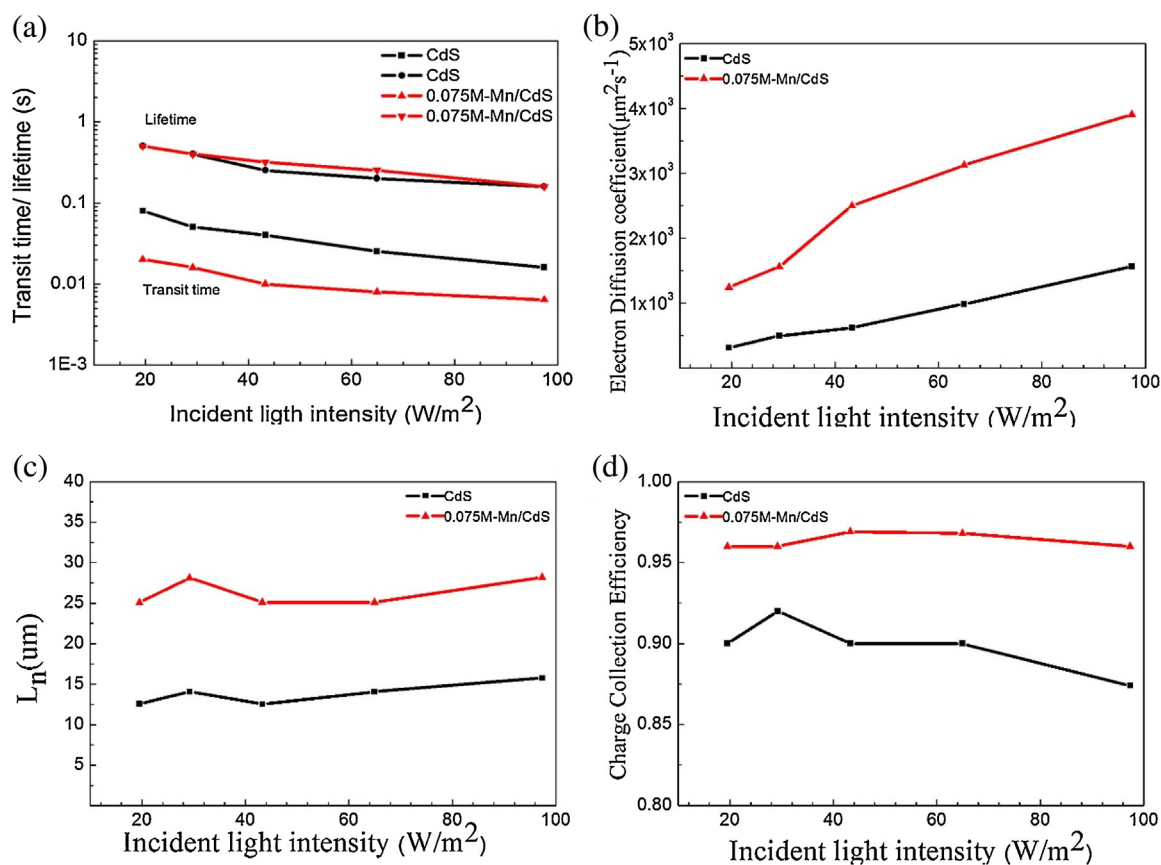 (a)
10
1
0.1
0.01
1E-3
Transit time/ lifetime (s)
CdS
CdS
0.075M-Mn/CdS
0.075M-Mn/CdS
Lifetime
Transit time
20 40 60 80 100
Incident ligth intensity (W/m²)
(b)
5x10³
4x10³
3x10³
2x10³
1x10³
Electron Diffusion coefficient(μm²s⁻¹)
CdS
0.075M-Mn/CdS
20 40 60 80 100
Incident light intensity (W/m²)
(c)
40
35
30
25
20
15
10
5
Lₙ(um)
CdS
0.075M-Mn/CdS
20 40 60 80 100
Incident light intensity (W/m²)
(d)
1.00
0.95
0.90
0.85
0.80
Charge Collection Efficiency
CdS
0.075M-Mn/CdS
20 40 60 80 100
Incident light intensity (W/m²)